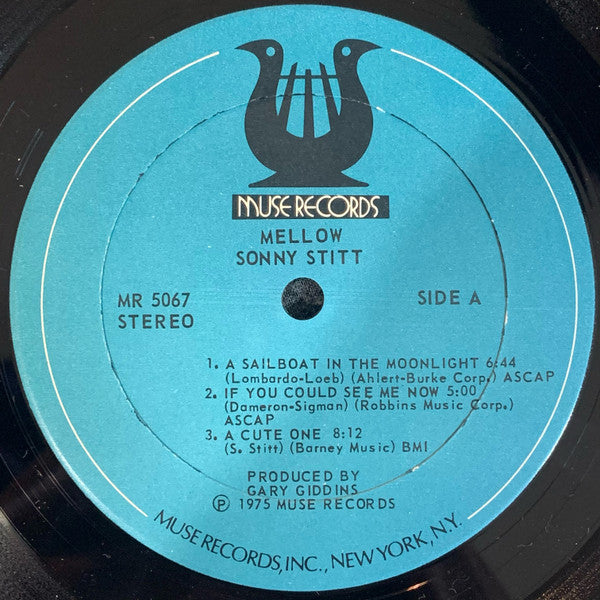 MUSE RECORDS
MELLOW
SONNY STITT
MR 5067
STEREO
SIDE A
1. A SAILBOAT IN THE MOONLIGHT 6:44
(Lombardo-Loeb) (Ahlert-Burke Corp.) ASCAP
2. IF YOU COULD SEE ME NOW 5:00
(Dameron-Sigman) (Robbins Music Corp.)
ASCAP
3. A CUTE ONE 8:12
(S. Stitt) (Barney Music) BMI
PRODUCED BY
GARY GIDDINS
℗ 1975 MUSE RECORDS
MUSE RECORDS, INC., NEW YORK, N.Y.